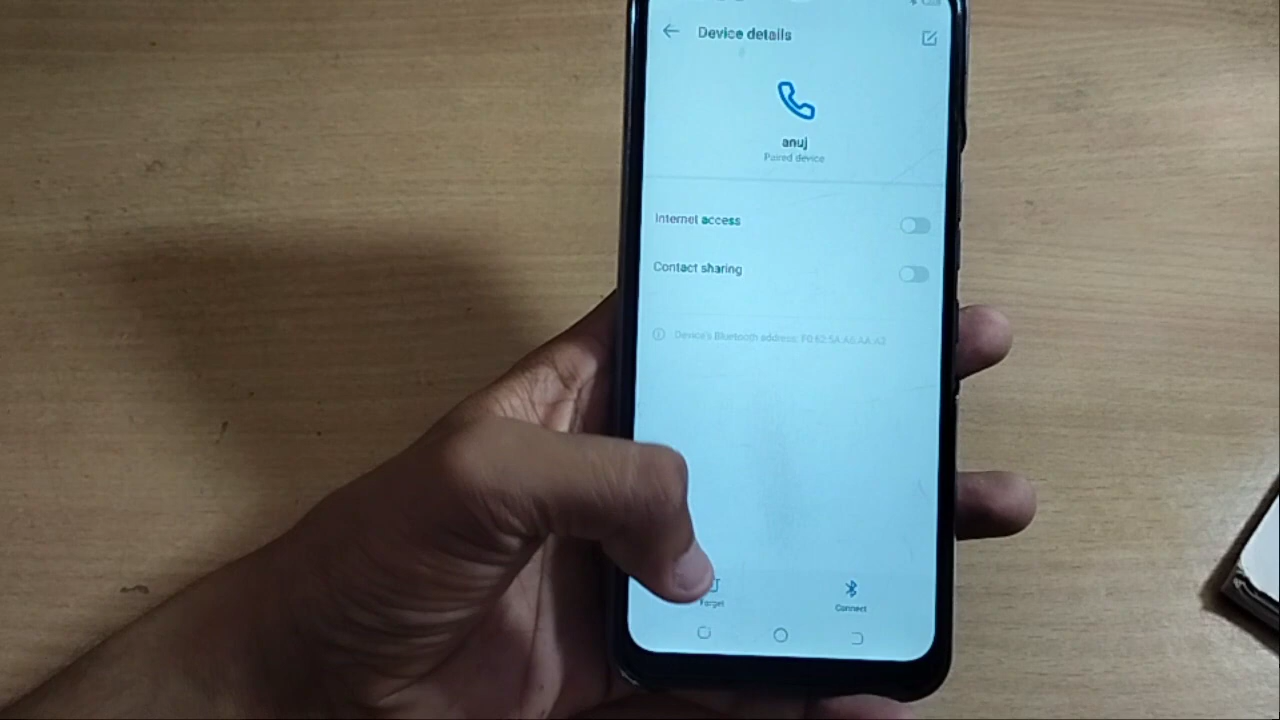 Device details
anuj
Paired device
Internet access
Contact sharing
Device's Bluetooth address: F0:62:5A:A6:AA:A2
Forget
Connect